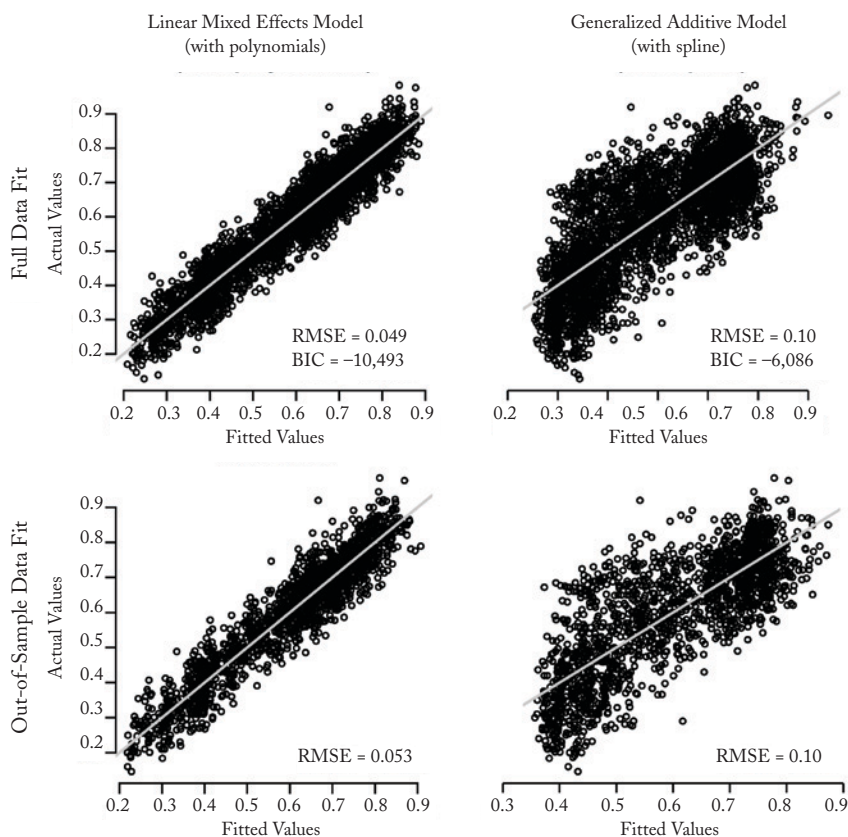 Linear Mixed Effects Model
(with polynomials)
Generalized Additive Model
(with spline)
Full Data Fit
Actual Values
0.9
0.8
0.7
0.6
0.5
0.4
0.3
0.2
RMSE = 0.049
BIC = −10,493
0.2 0.3 0.4 0.5 0.6 0.7 0.8 0.9
Fitted Values
RMSE = 0.10
BIC = −6,086
0.2 0.3 0.4 0.5 0.6 0.7 0.8 0.9
Fitted Values
Out-of-Sample Data Fit
Actual Values
0.9
0.8
0.7
0.6
0.5
0.4
0.3
0.2
RMSE = 0.053
0.2 0.3 0.4 0.5 0.6 0.7 0.8 0.9
Fitted Values
RMSE = 0.10
0.3 0.4 0.5 0.6 0.7 0.8 0.9
Fitted Values